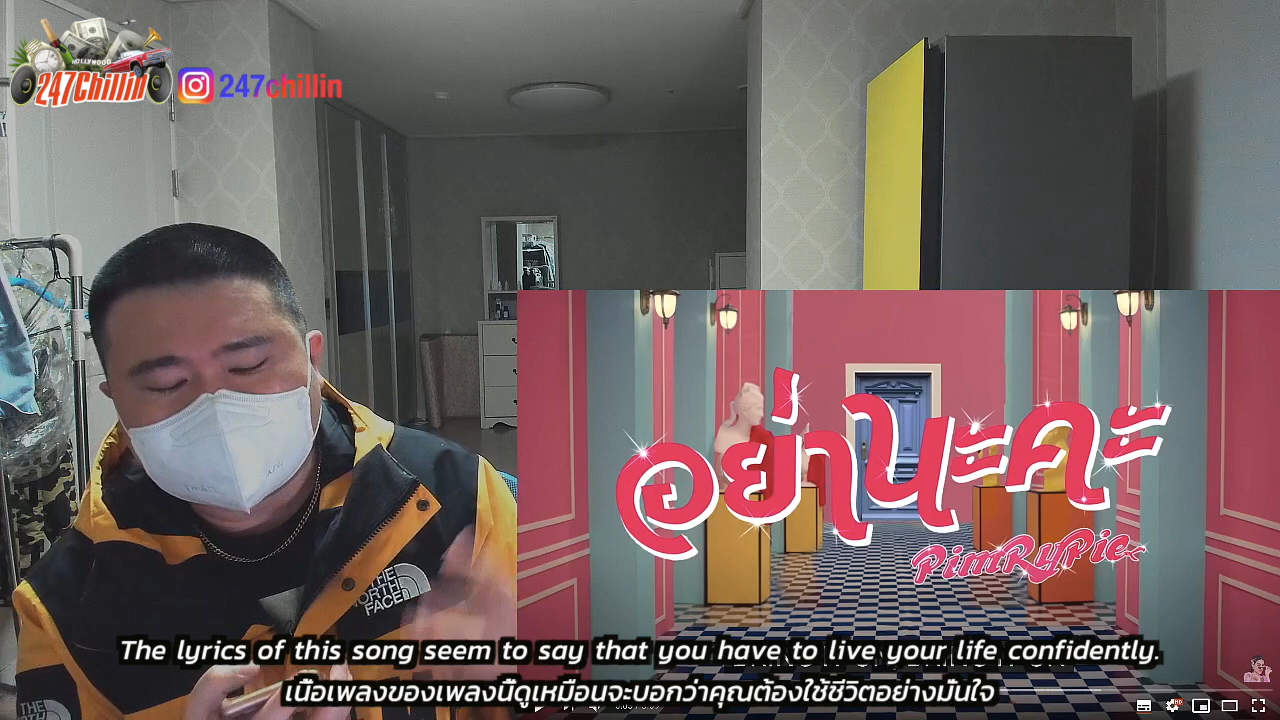 247Chillin
HOLLYWOOD
247chillin
อย่านะคะ
PimRyPie
THE
NORTH
FACE
The lyrics of this song seem to say that you have to live your life confidently.
เนื้อเพลงของเพลงนี้ดูเหมือนจะบอกว่าคุณต้องใช้ชีวิตอย่างมั่นใจ
HD